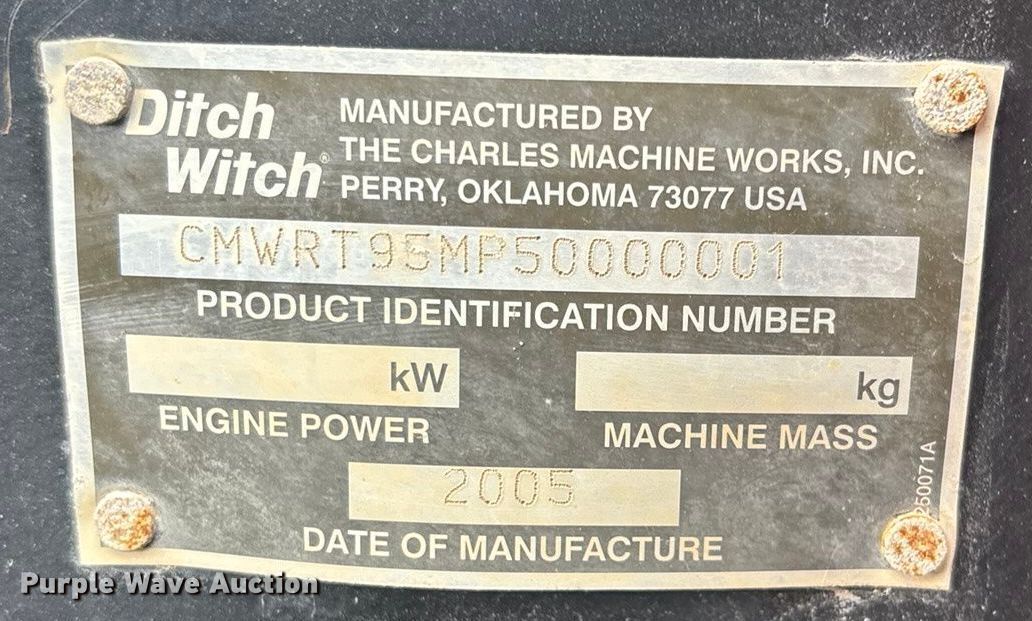 Ditch
Witch®
MANUFACTURED BY
THE CHARLES MACHINE WORKS, INC.
PERRY, OKLAHOMA 73077 USA
CMWRT95MP50000001
PRODUCT IDENTIFICATION NUMBER
kW
ENGINE POWER
kg
MACHINE MASS
2005
DATE OF MANUFACTURE
Purple Wave Auction